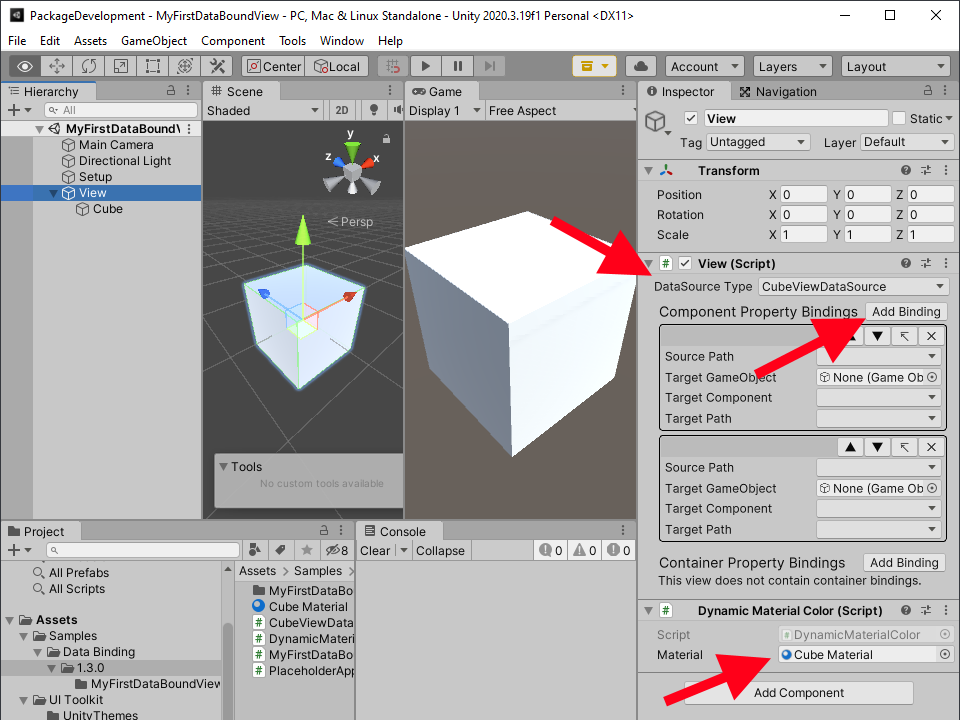 PackageDevelopment - MyFirstDataBoundView - PC, Mac & Linux Standalone - Unity 2020.3.19f1 Personal <DX11>
File Edit Assets GameObject Component Tools Window Help
Center Local Account Layers Layout
Hierarchy
All
MyFirstDataBound
Main Camera
Directional Light
Setup
View
Cube
Scene
Shaded 2D
y
z x
Persp
Tools
No custom tools available
Game
Display 1 Free Aspect
Inspector Navigation
View Static
Tag Untagged Layer Default
Transform
Position X 0 Y 0 Z 0
Rotation X 0 Y 0 Z 0
Scale X 1 Y 1 Z 1
# View (Script)
DataSource Type CubeViewDataSource
Component Property Bindings Add Binding
Source Path
Target GameObject None (Game Ob
Target Component
Target Path
Source Path
Target GameObject None (Game Ob
Target Component
Target Path
Container Property Bindings Add Binding
This view does not contain container bindings.
# Dynamic Material Color (Script)
Script # DynamicMaterialColor
Material Cube Material
Add Component
Project
8
All Prefabs
All Scripts
Assets
Samples
Data Binding
1.3.0
MyFirstDataBoundView
UI Toolkit
UnityThemes
Assets > Samples >
MyFirstDataBo
Cube Material
# CubeViewData
# DynamicMateri
# MyFirstDataBo
# PlaceholderApp
Console
Clear Collapse 0 0 0